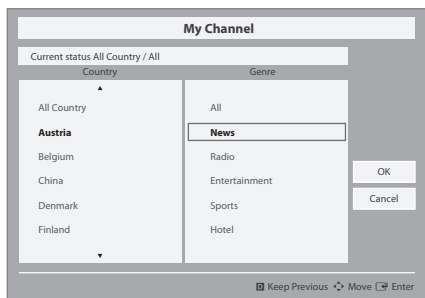 My Channel
Current status All Country / All
Country Genre
All Country All
Austria News
Belgium Radio
China Entertainment
Denmark Sports
Finland Hotel
OK
Cancel
D Keep Previous Move Enter